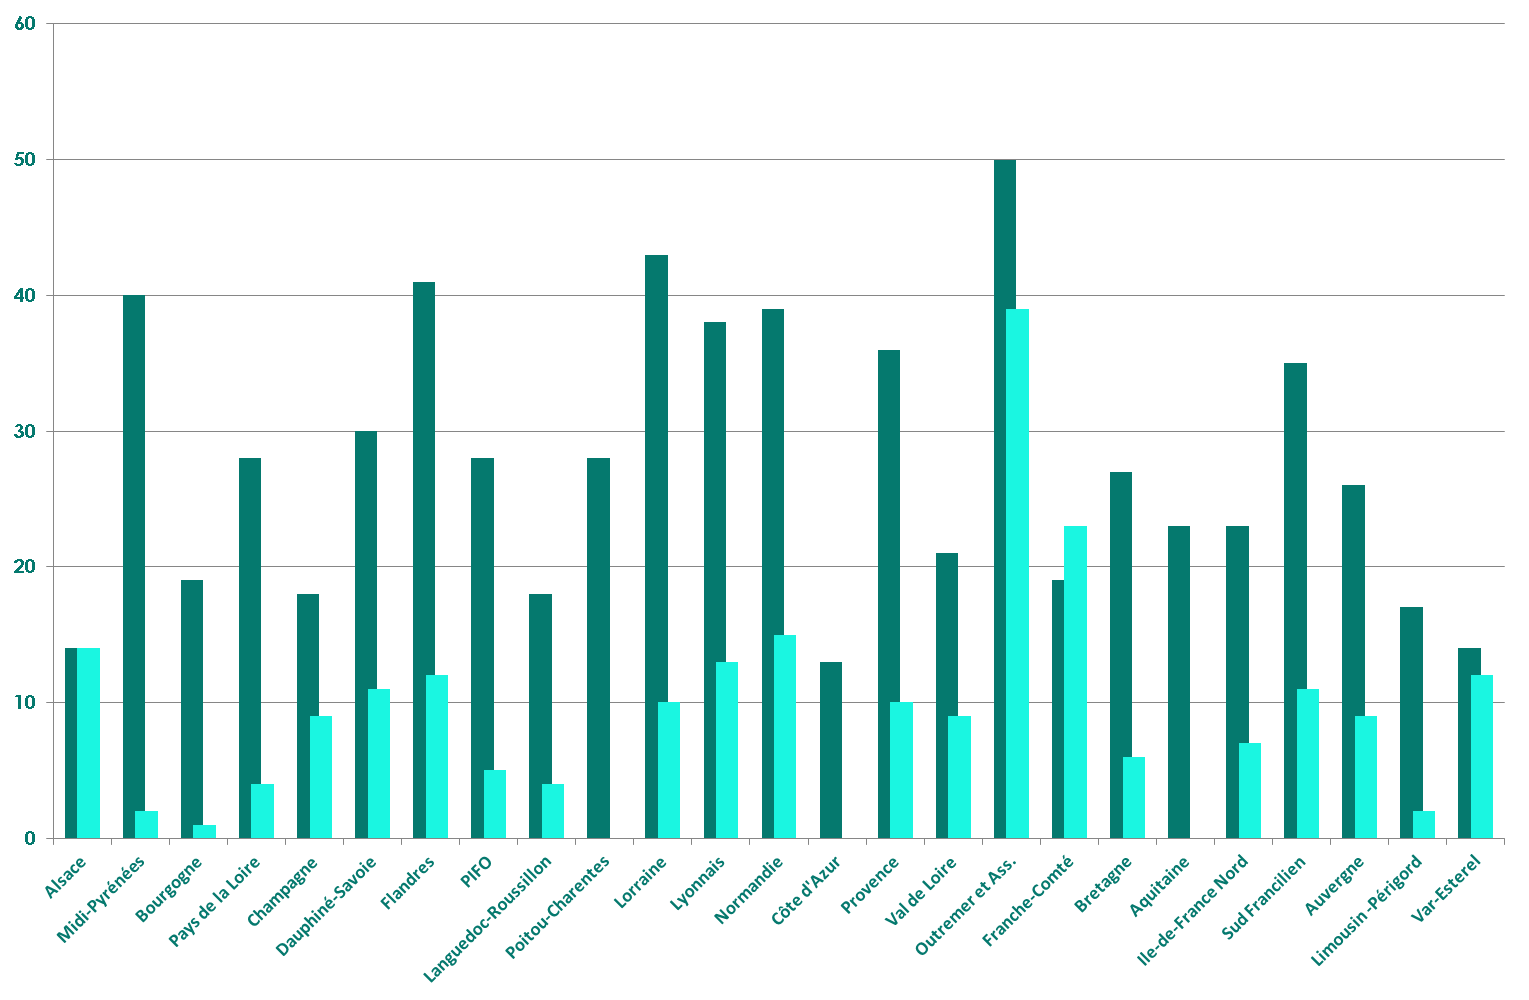 60
50
40
30
20
10
0
Alsace
Midi-Pyrénées
Bourgogne
Pays de la Loire
Champagne
Dauphiné-Savoie
Flandres
PIFO
Languedoc-Roussillon
Poitou-Charentes
Lorraine
Lyonnais
Normandie
Côte d'Azur
Provence
Val de Loire
Outremer et Ass.
Franche-Comté
Bretagne
Aquitaine
Ile-de-France Nord
Sud Francilien
Auvergne
Limousin -Périgord
Var-Esterel